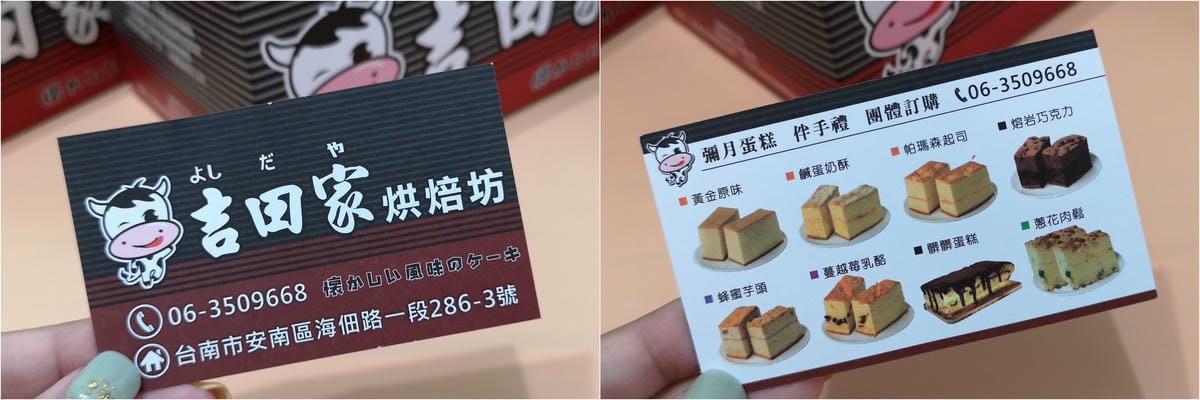 よしだや
吉田家烘焙坊
懐かしい風味のケーキ
06-3509668
台南市安南區海佃路一段286-3號
彌月蛋糕 伴手禮 團體訂購 06-3509668
黃金原味
鹹蛋奶酥
帕瑪森起司
熔岩巧克力
蜂蜜芋頭
蔓越莓乳酪
髒髒蛋糕
蔥花肉鬆